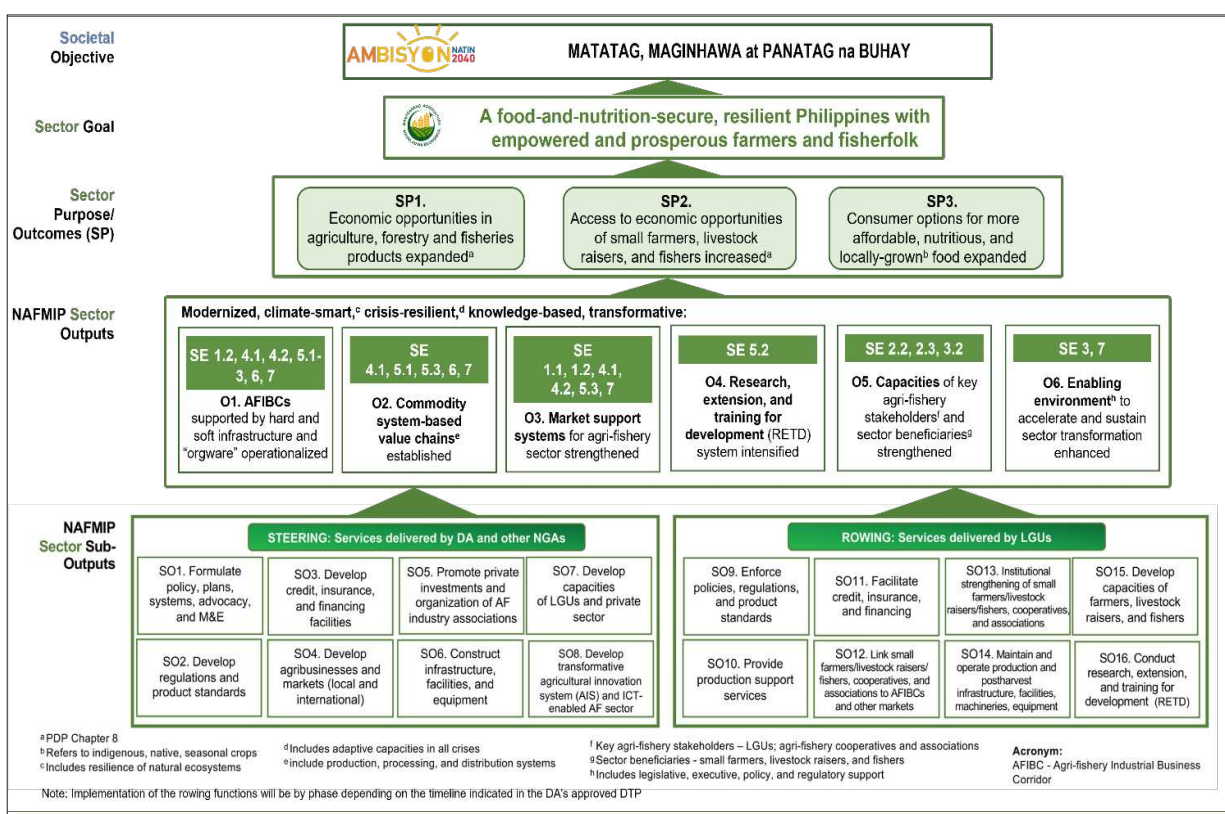 Societal
Objective
AMBISYON NATIN
2040
MATATAG, MAGINHAWA at PANATAG na BUHAY
Sector Goal
A food-and-nutrition-secure, resilient Philippines with
empowered and prosperous farmers and fisherfolk
Sector
Purpose/
Outcomes (SP)
SP1.
Economic opportunities in
agriculture, forestry and fisheries
products expandedᵃ
SP2.
Access to economic opportunities
of small farmers, livestock
raisers, and fishers increasedᵃ
SP3.
Consumer options for more
affordable, nutritious, and
locally-grownᵇ food expanded
NAFMIP Sector
Outputs
Modernized, climate-smart,ᶜ crisis-resilient,ᵈ knowledge-based, transformative:
SE 1.2, 4.1, 4.2, 5.1-
3, 6, 7
O1. AFIBCs
supported by hard and
soft infrastructure and
“orgware” operationalized
SE
4.1, 5.1, 5.3, 6, 7
O2. Commodity
system-based
value chainsᵉ
established
SE
1.1, 1.2, 4.1,
4.2, 5.3, 7
O3. Market support
systems for agri-fishery
sector strengthened
SE 5.2
O4. Research,
extension, and
training for
development (RETD)
system intensified
SE 2.2, 2.3, 3.2
O5. Capacities of key
agri-fishery
stakeholdersᶠ and
sector beneficiariesᵍ
strengthened
SE 3, 7
O6. Enabling
environmentʰ to
accelerate and sustain
sector transformation
enhanced
NAFMIP
Sector Sub-
Outputs
STEERING: Services delivered by DA and other NGAs
SO1. Formulate
policy, plans,
systems, advocacy,
and M&E
SO3. Develop
credit, insurance,
and financing
facilities
SO5. Promote private
investments and
organization of AF
industry associations
SO7. Develop
capacities
of LGUs and private
sector
SO2. Develop
regulations and
product standards
SO4. Develop
agribusinesses and
markets (local and
international)
SO6. Construct
infrastructure,
facilities, and
equipment
SO8. Develop
transformative
agricultural innovation
system (AIS) and ICT-
enabled AF sector
ROWING: Services delivered by LGUs
SO9. Enforce
policies, regulations,
and product
standards
SO11. Facilitate
credit, insurance,
and financing
SO13. Institutional
strengthening of small
farmers/livestock
raisers/fishers, cooperatives,
and associations
SO15. Develop
capacities of
farmers, livestock
raisers, and fishers
SO10. Provide
production support
services
SO12. Link small
farmers/livestock raisers/
fishers, cooperatives, and
associations to AFIBCs
and other markets
SO14. Maintain and
operate production and
postharvest
infrastructure, facilities,
machineries, equipment
SO16. Conduct
research, extension,
and training for
development (RETD)
ᵃ PDP Chapter 8
ᵇ Refers to indigenous, native, seasonal crops
ᶜ Includes resilience of natural ecosystems
ᵈ Includes adaptive capacities in all crises
ᵉ include production, processing, and distribution systems
ᶠ Key agri-fishery stakeholders – LGUs; agri-fishery cooperatives and associations
ᵍ Sector beneficiaries - small farmers, livestock raisers, and fishers
ʰ Includes legislative, executive, policy, and regulatory support
Acronym:
AFIBC - Agri-fishery Industrial Business
Corridor
Note: Implementation of the rowing functions will be by phase depending on the timeline indicated in the DA's approved DTP